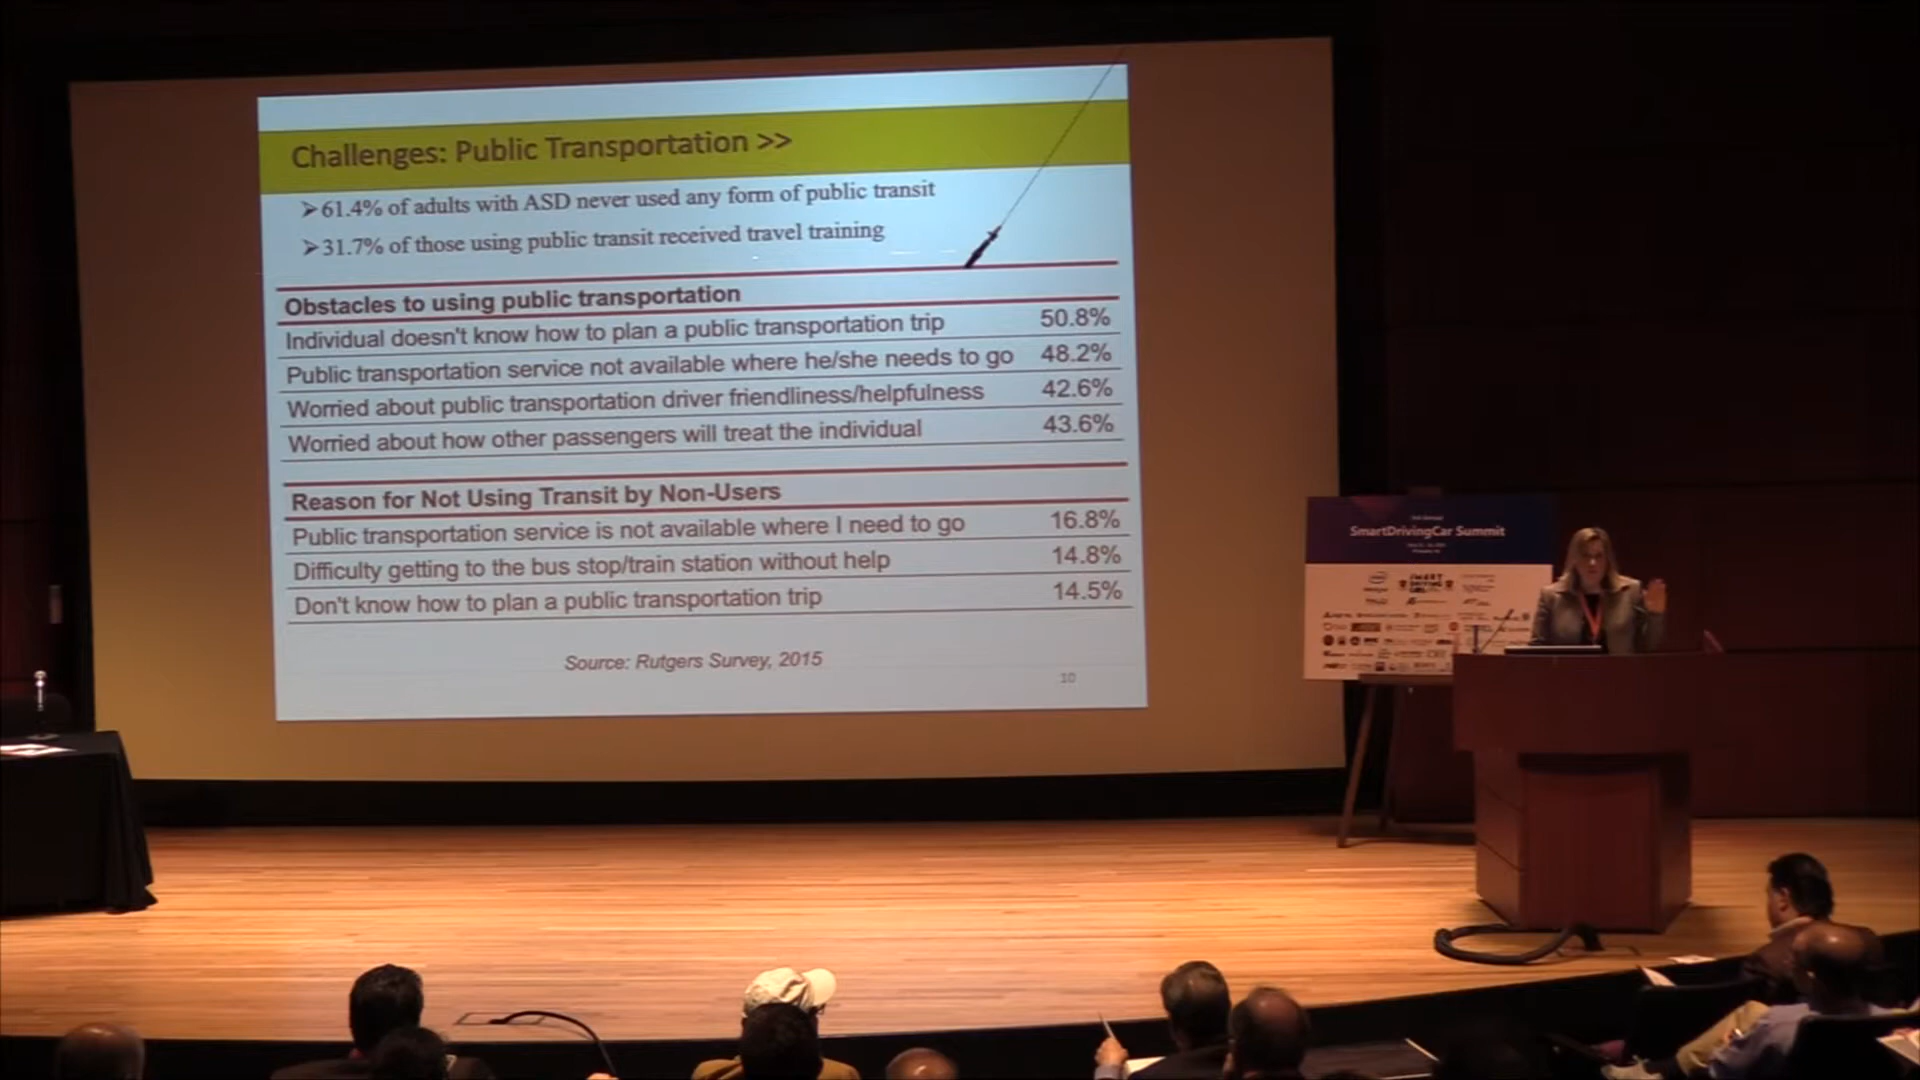 Challenges: Public Transportation >>
➢61.4% of adults with ASD never used any form of public transit
➢31.7% of those using public transit received travel training
Obstacles to using public transportation
Individual doesn't know how to plan a public transportation trip 50.8%
Public transportation service not available where he/she needs to go 48.2%
Worried about public transportation driver friendliness/helpfulness 42.6%
Worried about how other passengers will treat the individual 43.6%
Reason for Not Using Transit by Non-Users
Public transportation service is not available where I need to go 16.8%
Difficulty getting to the bus stop/train station without help 14.8%
Don't know how to plan a public transportation trip 14.5%
Source: Rutgers Survey, 2015
10
SmartDrivingCar Summit